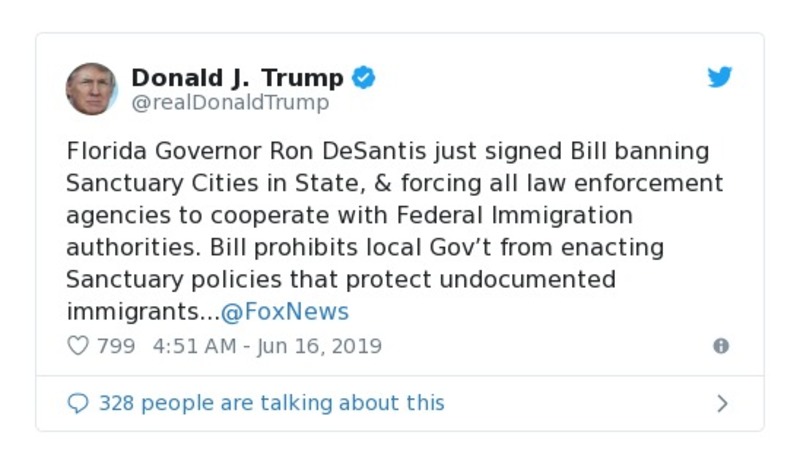 Donald J. Trump
@realDonaldTrump
Florida Governor Ron DeSantis just signed Bill banning
Sanctuary Cities in State, & forcing all law enforcement
agencies to cooperate with Federal Immigration
authorities. Bill prohibits local Gov’t from enacting
Sanctuary policies that protect undocumented
immigrants...@FoxNews
799 4:51 AM - Jun 16, 2019
328 people are talking about this